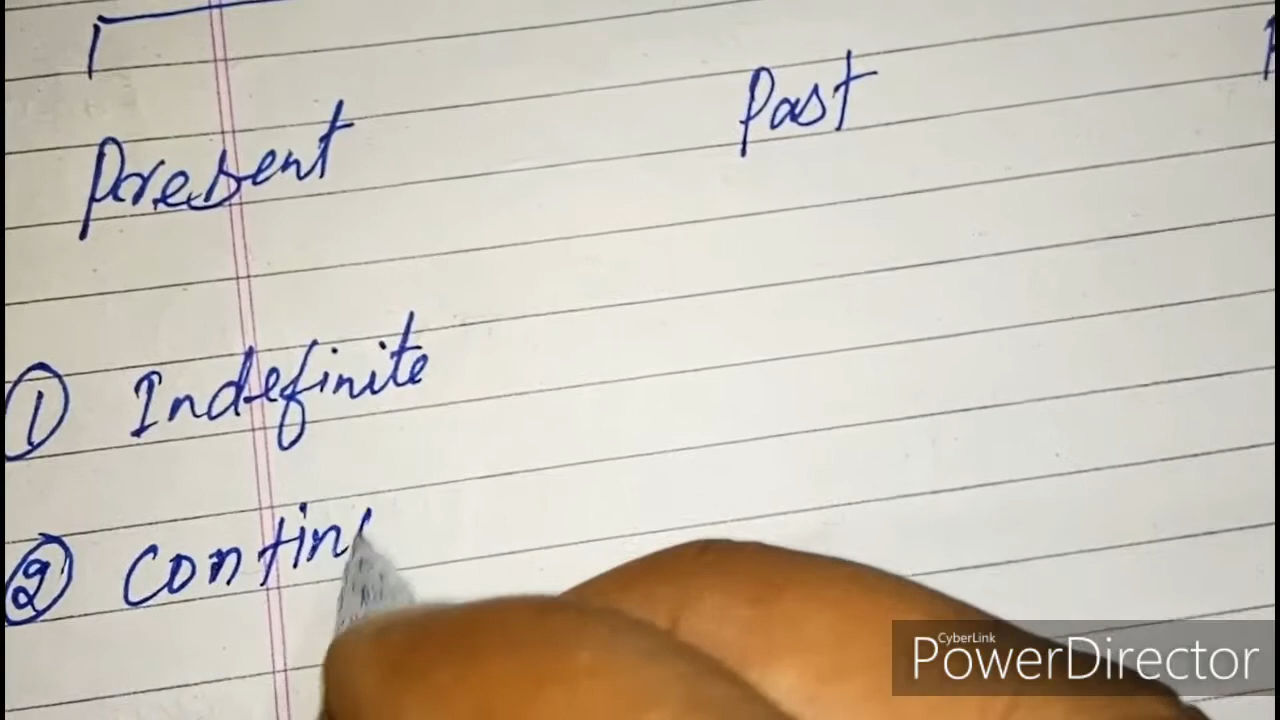 Present Past
① Indefinite
② Contin
CyberLink
PowerDirector